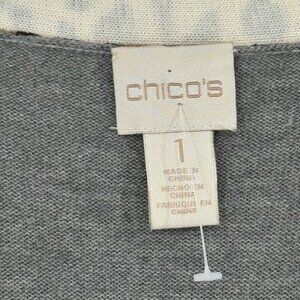 chico's
1
MADE IN
CHINA
HECHO EN
CHINA
FABRIQUE EN
CHINE